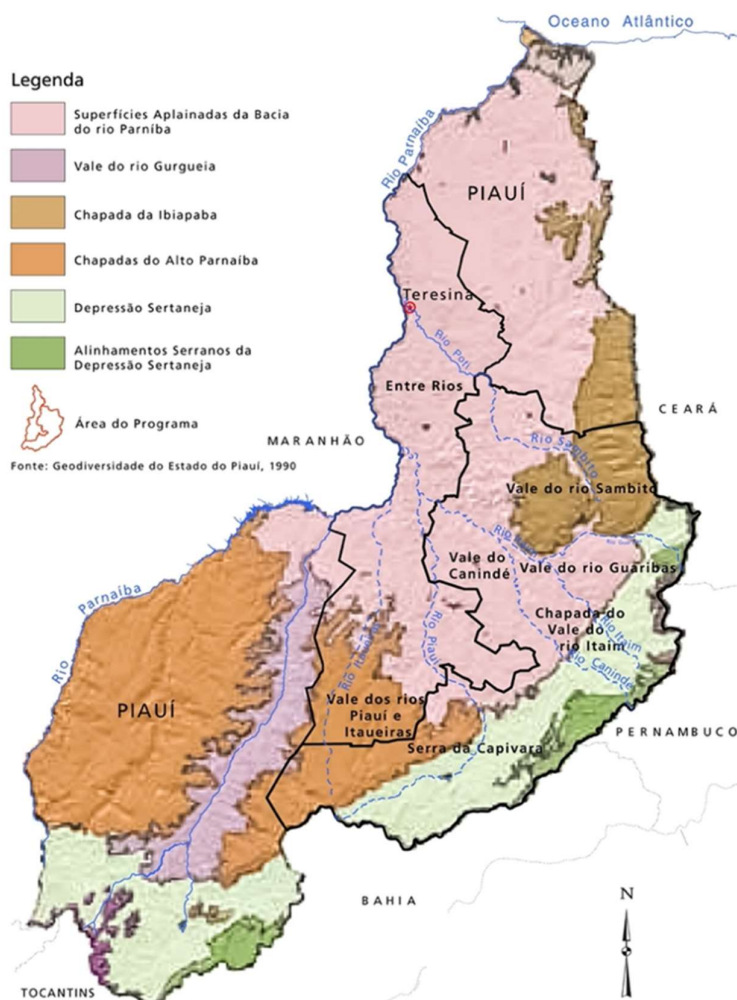 Oceano Atlântico
Legenda
Superfícies Aplainadas da Bacia
do rio Parníba
Vale do rio Gurgueia
Chapada da Ibiapaba
Chapadas do Alto Parnaíba
Depressão Sertaneja
Alinhamentos Serranos da
Depressão Sertaneja
Área do Programa
Fonte: Geodiversidade do Estado do Piauí, 1990
Rio Parnaíba
PIAUÍ
Teresina
Rio Poti
Entre Rios
CEARÁ
MARANHÃO
Rio Sambito
Vale do rio Sambito
Rio
Vale do
Canindé
Vale do rio Guaribas
Chapada do
Vale do
rio Itaim
Rio Itaim
Rio Canindé
Rio Piauí
Rio
Rio Parnaíba
PIAUÍ
Vale dos rios
Piauí e
Itaueiras
Serra da Capivara
PERNAMBUCO
BAHIA
N
TOCANTINS